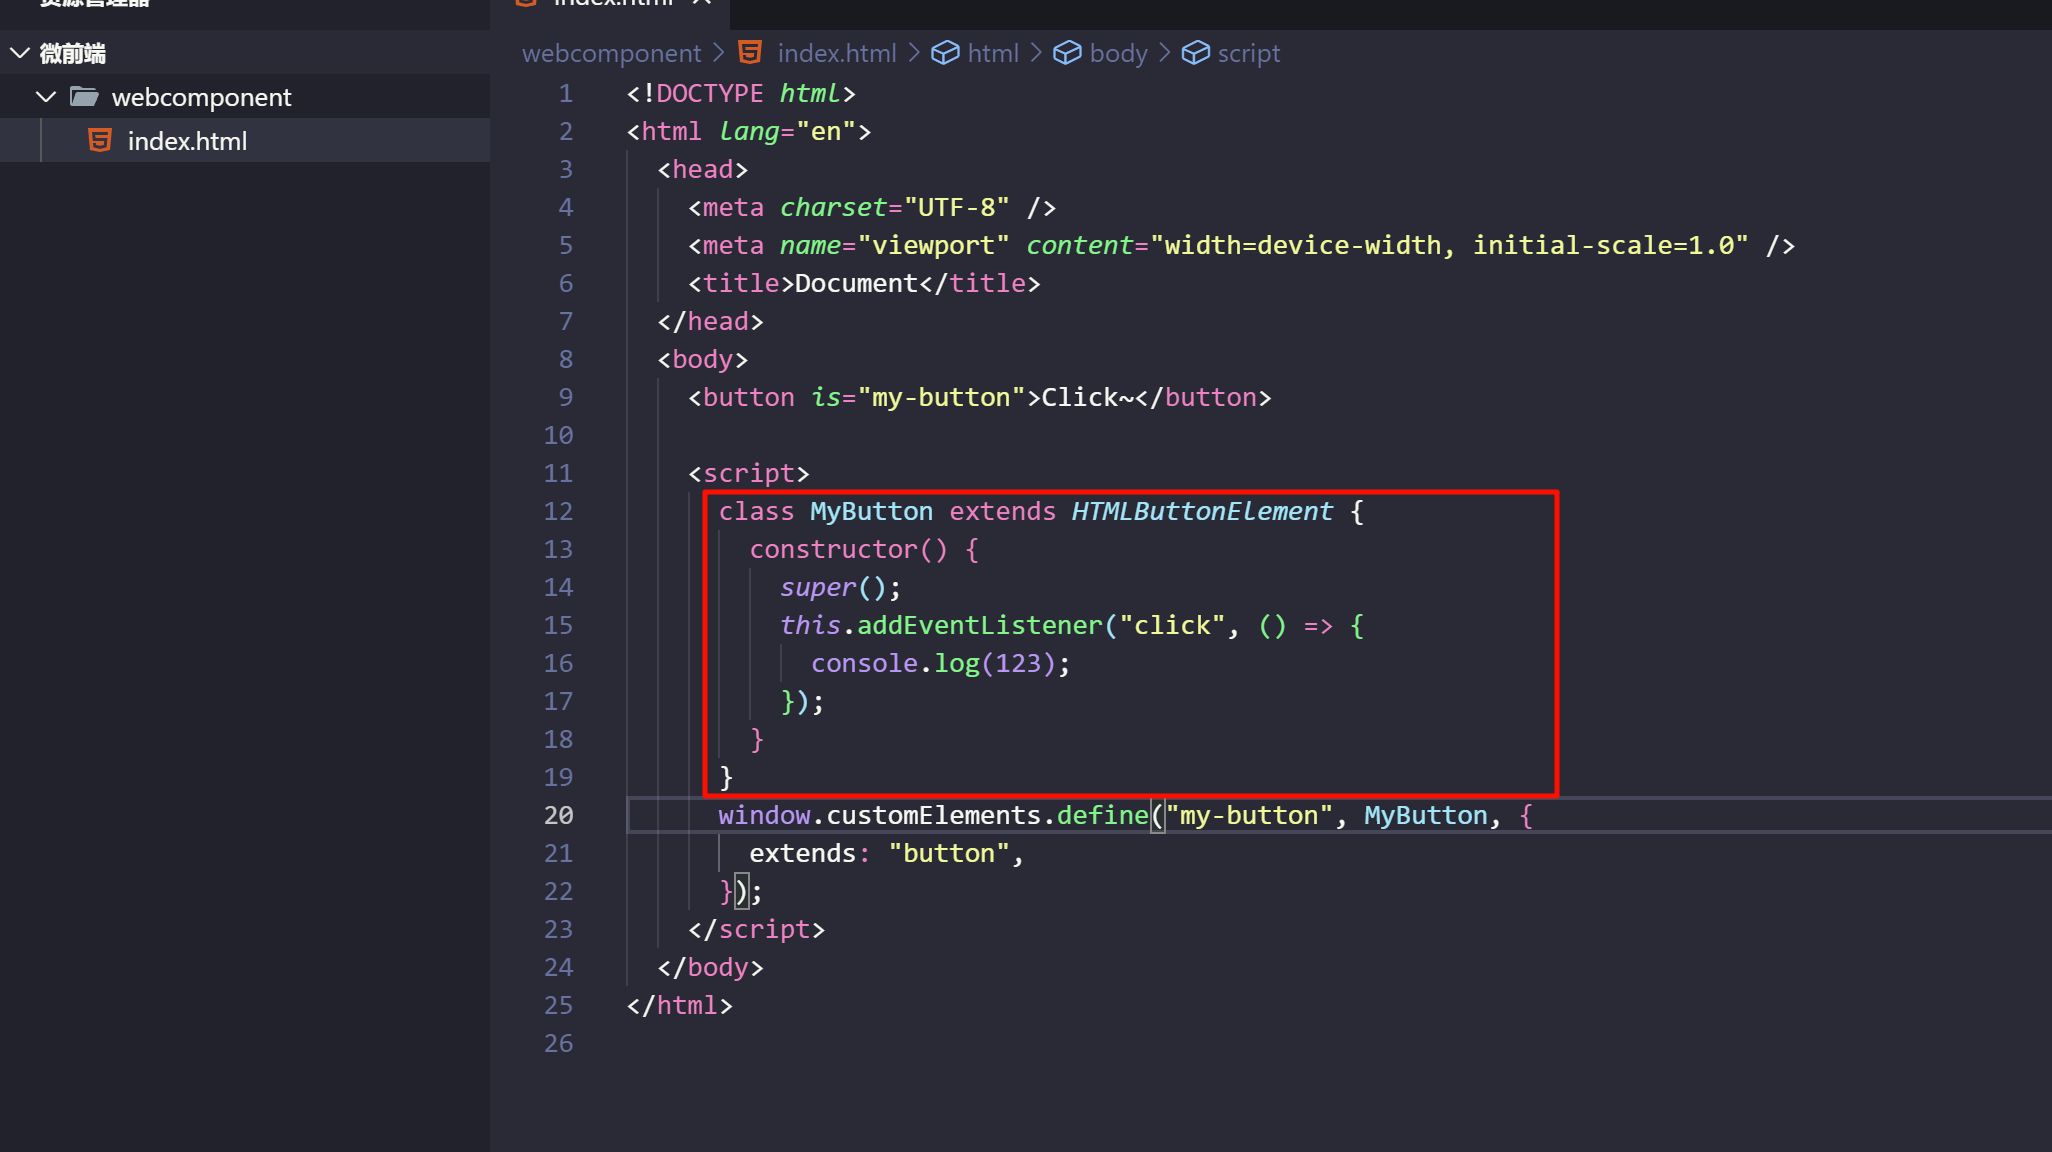 资源管理器
index.html
微前端
webcomponent
index.html
webcomponent > index.html > html > body > script
1 <!DOCTYPE html>
2 <html lang="en">
3 <head>
4 <meta charset="UTF-8" />
5 <meta name="viewport" content="width=device-width, initial-scale=1.0" />
6 <title>Document</title>
7 </head>
8 <body>
9 <button is="my-button">Click~</button>
10
11 <script>
12 class MyButton extends HTMLButtonElement {
13 constructor() {
14 super();
15 this.addEventListener("click", () => {
16 console.log(123);
17 });
18 }
19 }
20 window.customElements.define("my-button", MyButton, {
21 extends: "button",
22 });
23 </script>
24 </body>
25 </html>
26